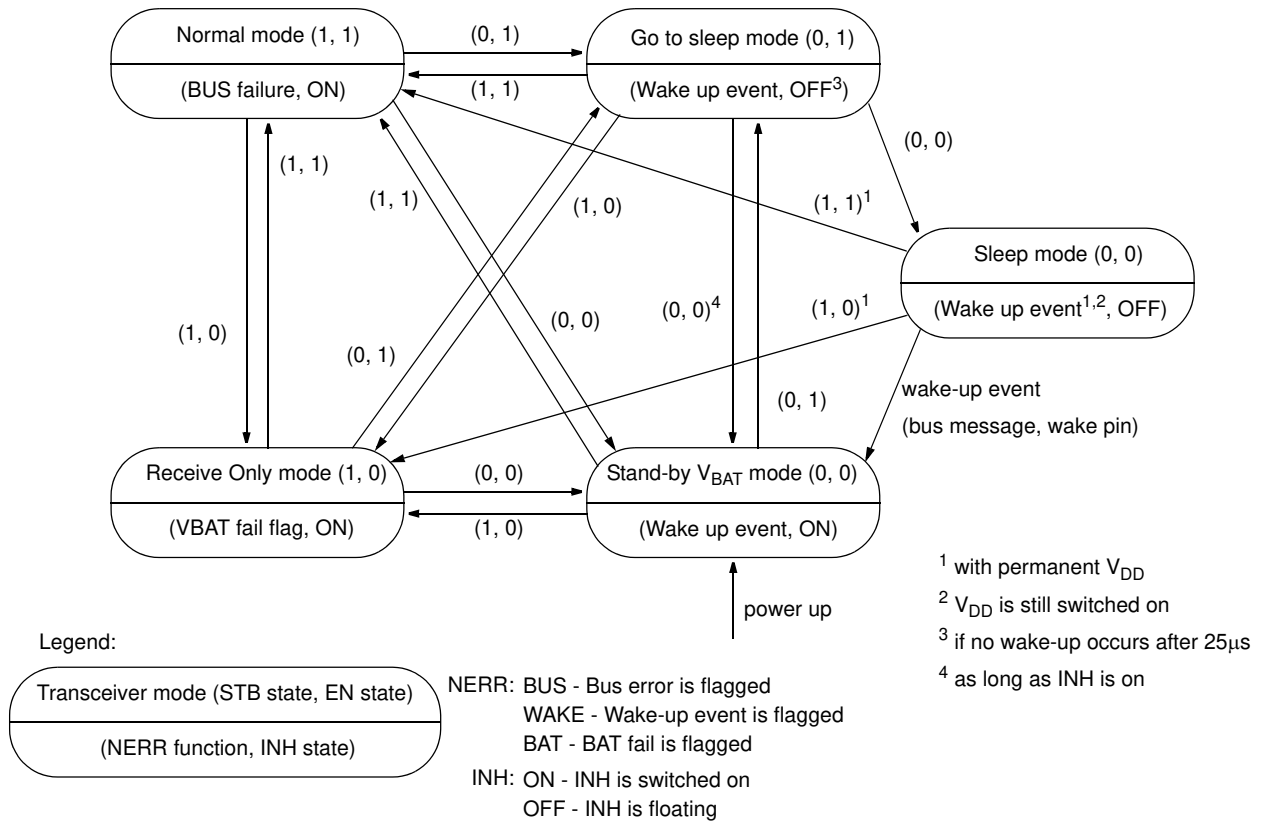 Normal mode (1, 1)
(BUS failure, ON)
(0, 1)
(1, 1)
Go to sleep mode (0, 1)
(Wake up event, OFF³)
(0, 0)
(1, 1)
(1, 1)
(1, 0)
(1, 1)¹
Sleep mode (0, 0)
(Wake up event¹,², OFF)
(1, 0)
(0, 1)
(0, 0)
(0, 0)⁴
(1, 0)¹
(0, 1)
wake-up event
(bus message, wake pin)
Receive Only mode (1, 0)
(VBAT fail flag, ON)
(0, 0)
(1, 0)
Stand-by VBAT mode (0, 0)
(Wake up event, ON)
power up
¹ with permanent VDD
² VDD is still switched on
³ if no wake-up occurs after 25μs
⁴ as long as INH is on
Legend:
Transceiver mode (STB state, EN state)
(NERR function, INH state)
NERR: BUS - Bus error is flagged
WAKE - Wake-up event is flagged
BAT - BAT fail is flagged
INH: ON - INH is switched on
OFF - INH is floating